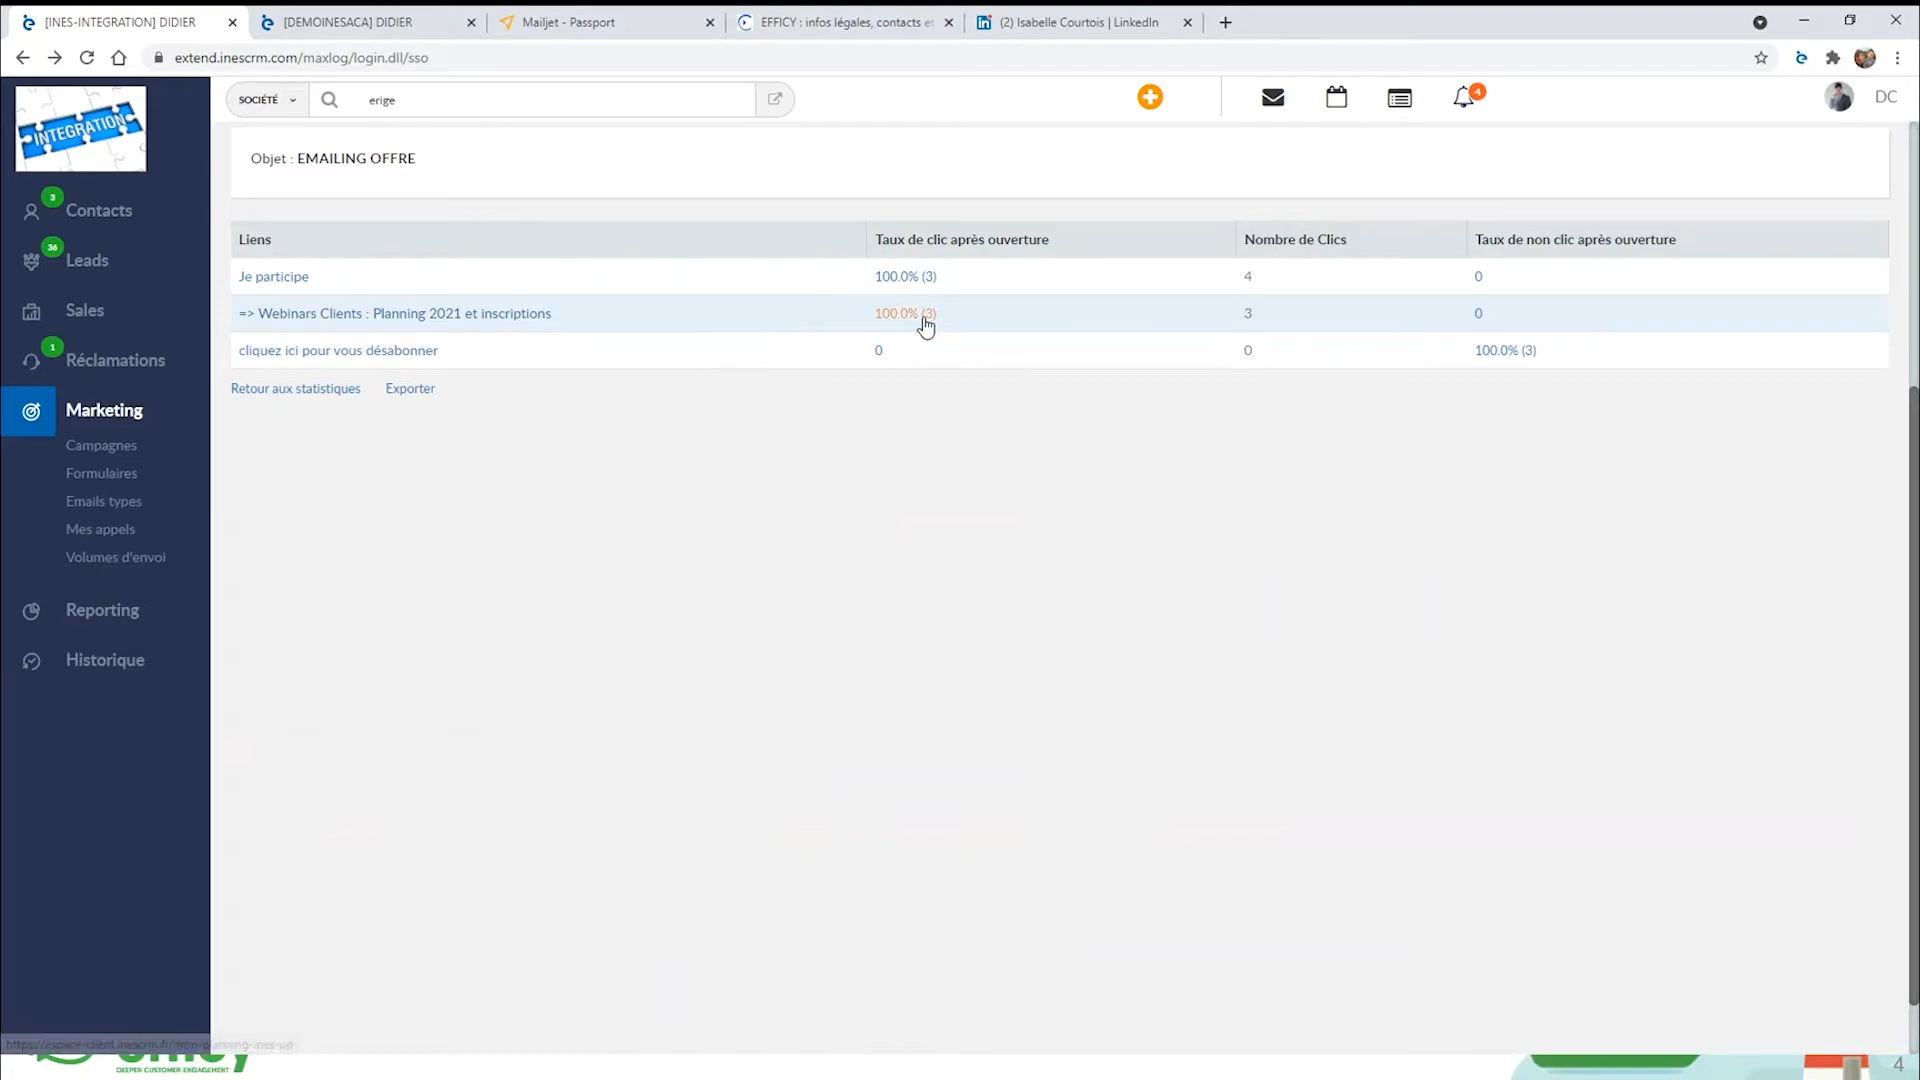 [INES-INTEGRATION] DIDIER
[DEMOINESACA] DIDIER
Mailjet - Passport
EFFICY : infos légales, contacts et
(2) Isabelle Courtois | LinkedIn
extend.inescrm.com/maxlog/login.dll/sso
INTEGRATION
SOCIÉTÉ
erige
4
DC
Objet : EMAILING OFFRE
3
Contacts
36
Leads
Sales
1
Réclamations
Marketing
Campagnes
Formulaires
Emails types
Mes appels
Volumes d'envoi
Reporting
Historique
Liens Taux de clic après ouverture Nombre de Clics Taux de non clic après ouverture
Je participe 100.0% (3) 4 0
=> Webinars Clients : Planning 2021 et inscriptions 100.0% (3) 3 0
cliquez ici pour vous désabonner 0 0 100.0% (3)
Retour aux statistiques Exporter
DEEPER CUSTOMER ENGAGEMENT
4